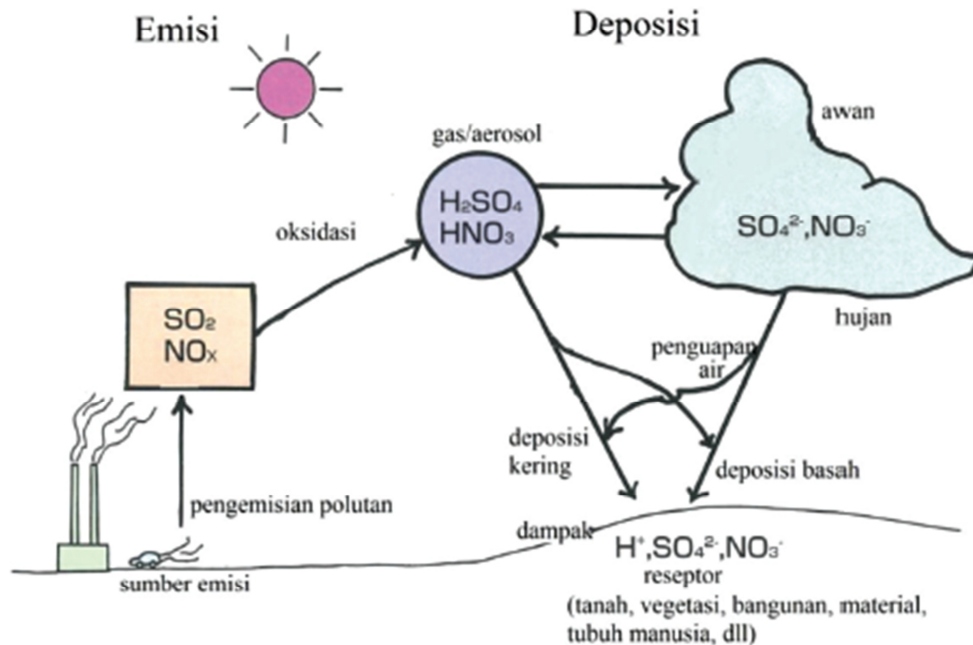 Emisi
Deposisi
awan
gas/aerosol
H₂SO₄
HNO₃
SO₄²⁻,NO₃⁻
oksidasi
hujan
SO₂
NOx
penguapan
air
deposisi
kering
deposisi basah
pengemisian polutan
dampak
H⁺,SO₄²⁻,NO₃⁻
sumber emisi
reseptor
(tanah, vegetasi, bangunan, material,
tubuh manusia, dll)